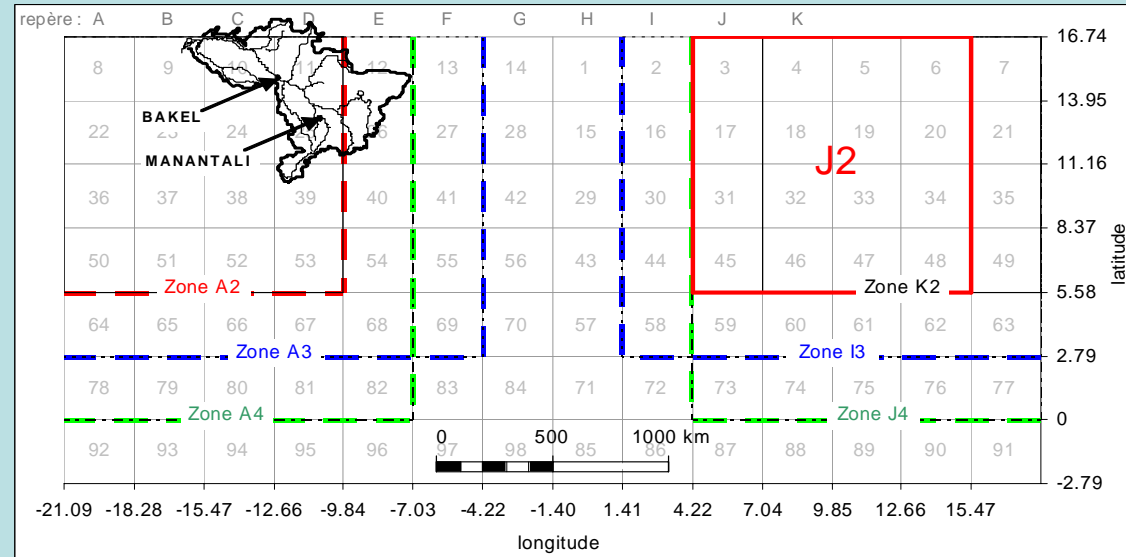 repère : A B C D E F G H I J K
16.74
8 9 10 11 12 13 14 1 2 3 4 5 6 7
13.95
BAKEL
22 23 24 27 28 15 16 17 18 19 20 21
MANANTALI
J2
11.16
36 37 38 39 40 41 42 29 30 31 32 33 34 35
8.37
latitude
50 51 52 53 54 55 56 43 44 45 46 47 48 49
Zone A2 Zone K2
5.58
64 65 66 67 68 69 70 57 58 59 60 61 62 63
Zone A3 Zone I3
2.79
78 79 80 81 82 83 84 71 72 73 74 75 76 77
Zone A4 Zone J4
0
0 500 1000 km
92 93 94 95 96 97 98 85 86 87 88 89 90 91
-2.79
-21.09 -18.28 -15.47 -12.66 -9.84 -7.03 -4.22 -1.40 1.41 4.22 7.04 9.85 12.66 15.47
longitude